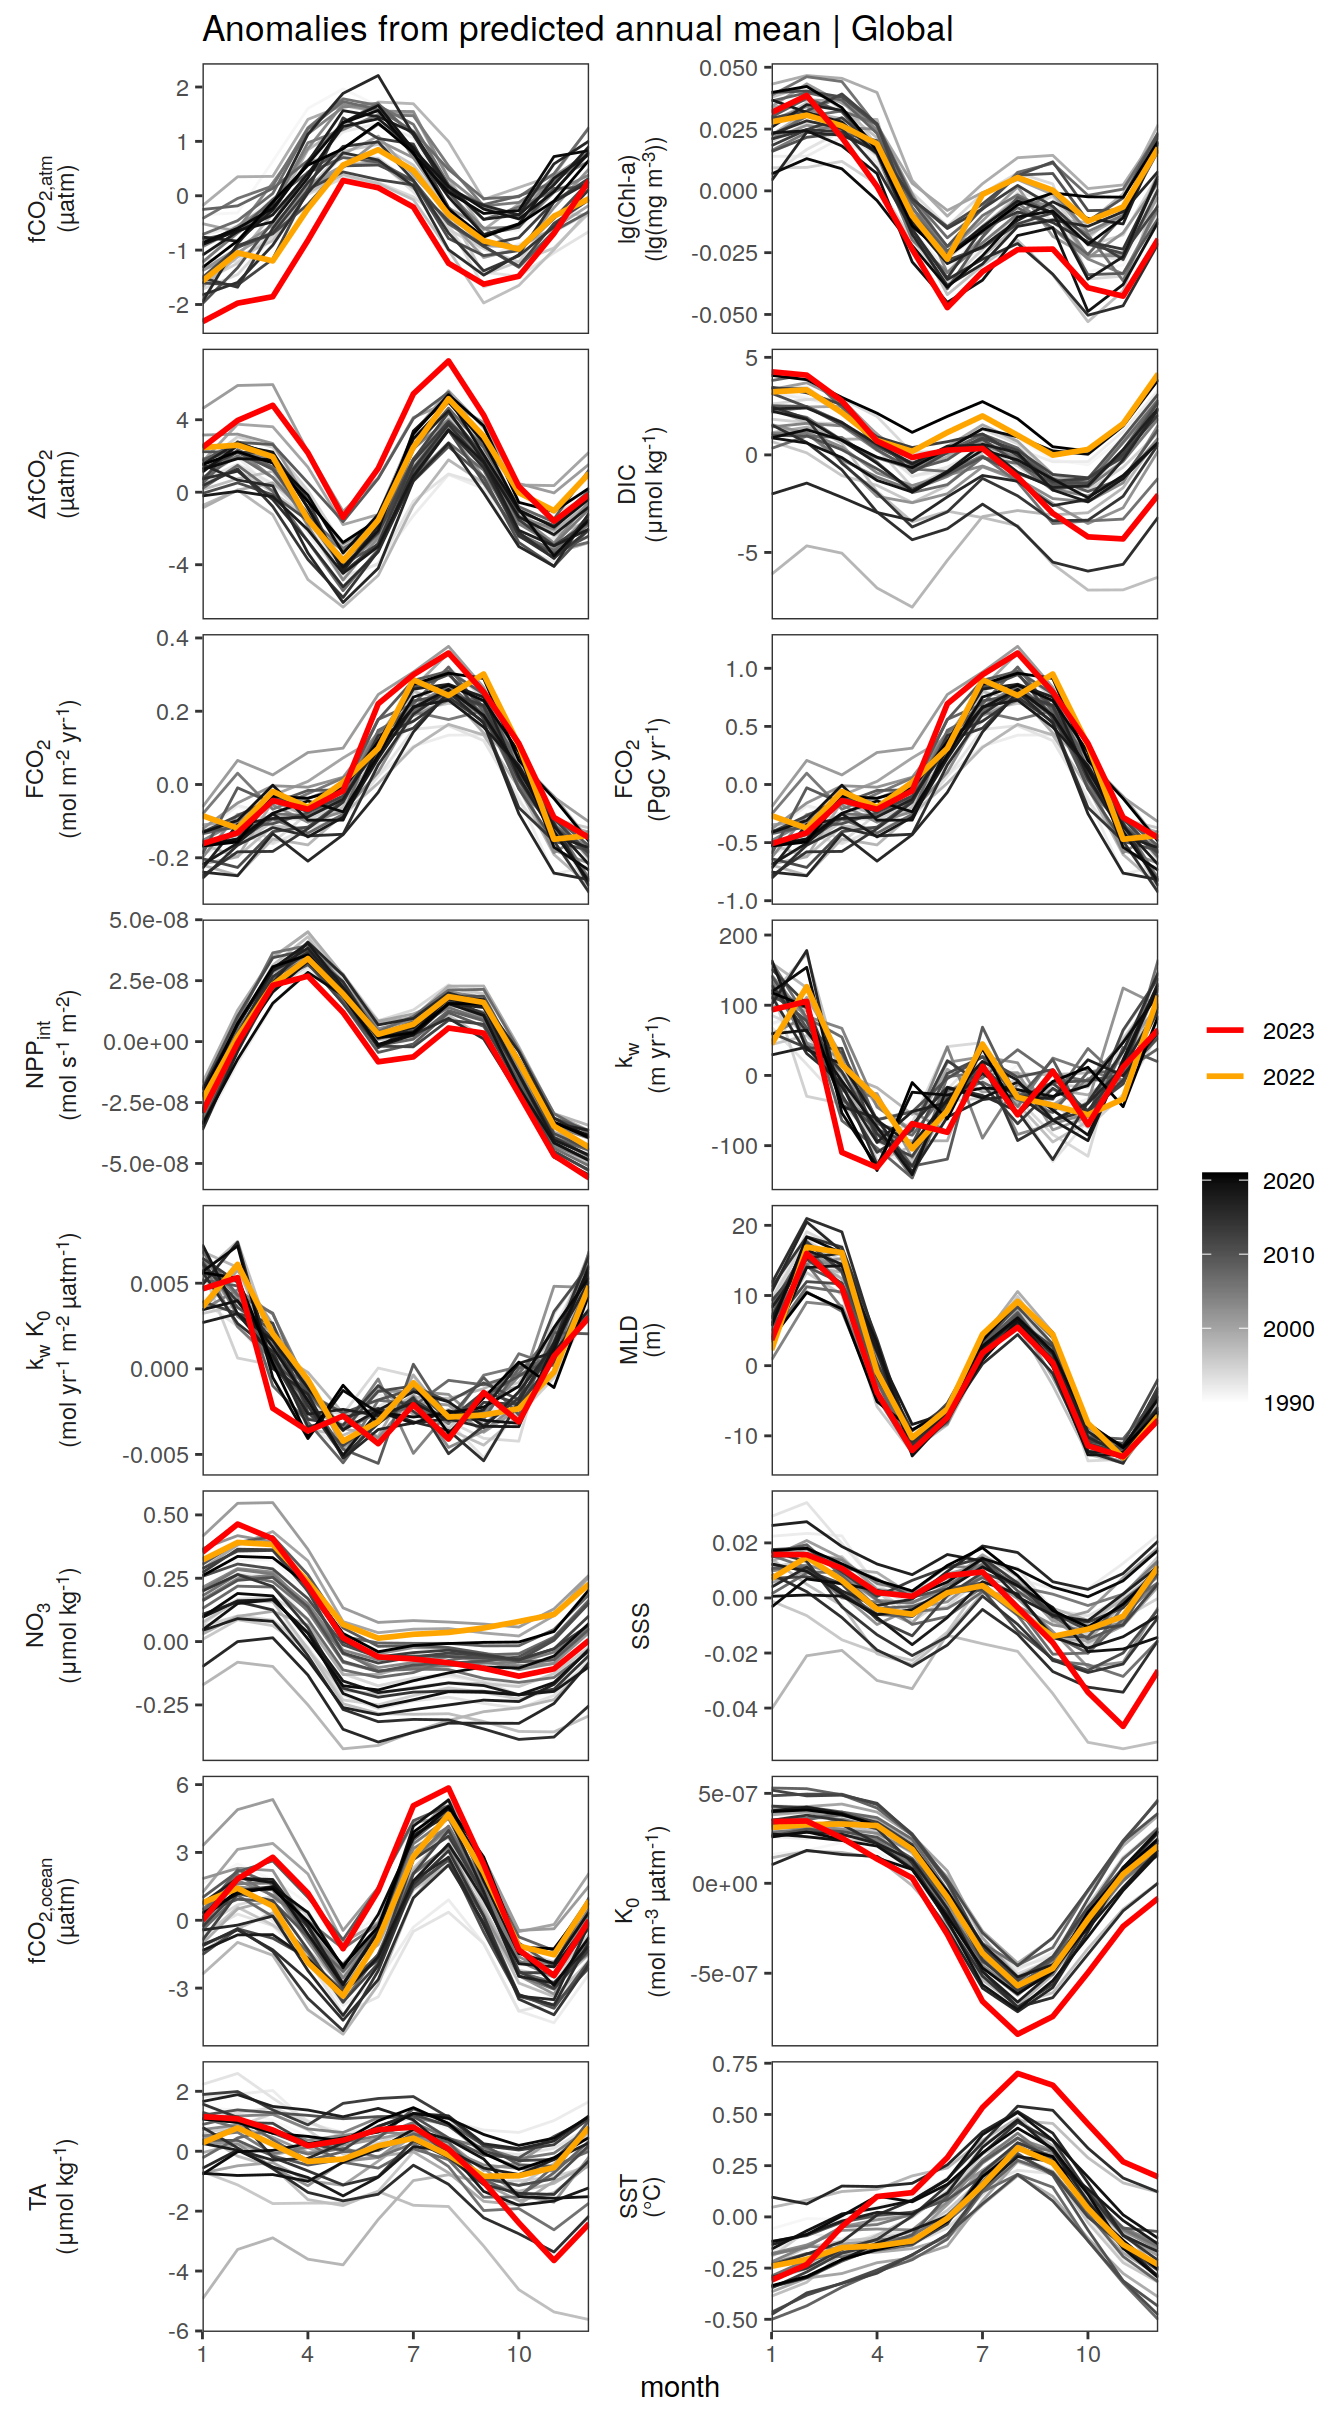 Anomalies from predicted annual mean | Global
fCO2,atm
(µatm)
2
1
0
-1
-2
lg(Chl-a)
(lg(mg m-3))
0.050
0.025
0.000
-0.025
-0.050
ΔfCO2
(µatm)
4
0
-4
DIC
(µmol kg-1)
5
0
-5
FCO2
(mol m-2 yr-1)
0.4
0.2
0.0
-0.2
FCO2
(PgC yr-1)
1.0
0.5
0.0
-0.5
-1.0
NPPint
(mol s-1 m-2)
5.0e-08
2.5e-08
0.0e+00
-2.5e-08
-5.0e-08
kw
(m yr-1)
200
100
0
-100
2023
2022
2020
2010
2000
1990
kw K0
(mol yr-1 m-2 µatm-1)
0.005
0.000
-0.005
MLD
(m)
20
10
0
-10
NO3
(µmol kg-1)
0.50
0.25
0.00
-0.25
SSS
0.02
0.00
-0.02
-0.04
fCO2,ocean
(µatm)
6
3
0
-3
K0
(mol m-3 µatm-1)
5e-07
0e+00
-5e-07
TA
(µmol kg-1)
2
0
-2
-4
-6
SST
(°C)
0.75
0.50
0.25
0.00
-0.25
-0.50
1 4 7 10
1 4 7 10
month